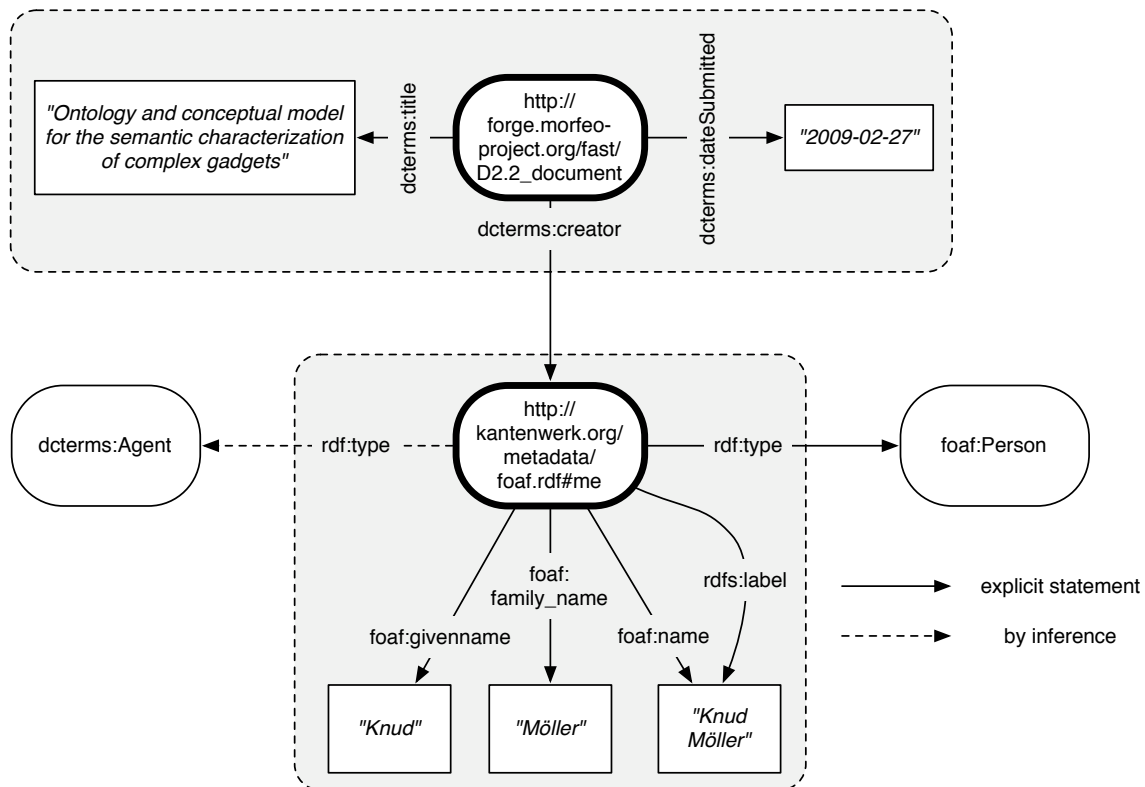 "Ontology and conceptual model
for the semantic characterization
of complex gadgets"
dcterms:title
http://
forge.morfeo-
project.org/fast/
D2.2_document
dcterms:dateSubmitted
"2009-02-27"
dcterms:creator
dcterms:Agent
rdf:type
http://
kantenwerk.org/
metadata/
foaf.rdf#me
rdf:type
foaf:Person
foaf:givenname
foaf:
family_name
foaf:name
rdfs:label
explicit statement
by inference
"Knud"
"Möller"
"Knud
Möller"